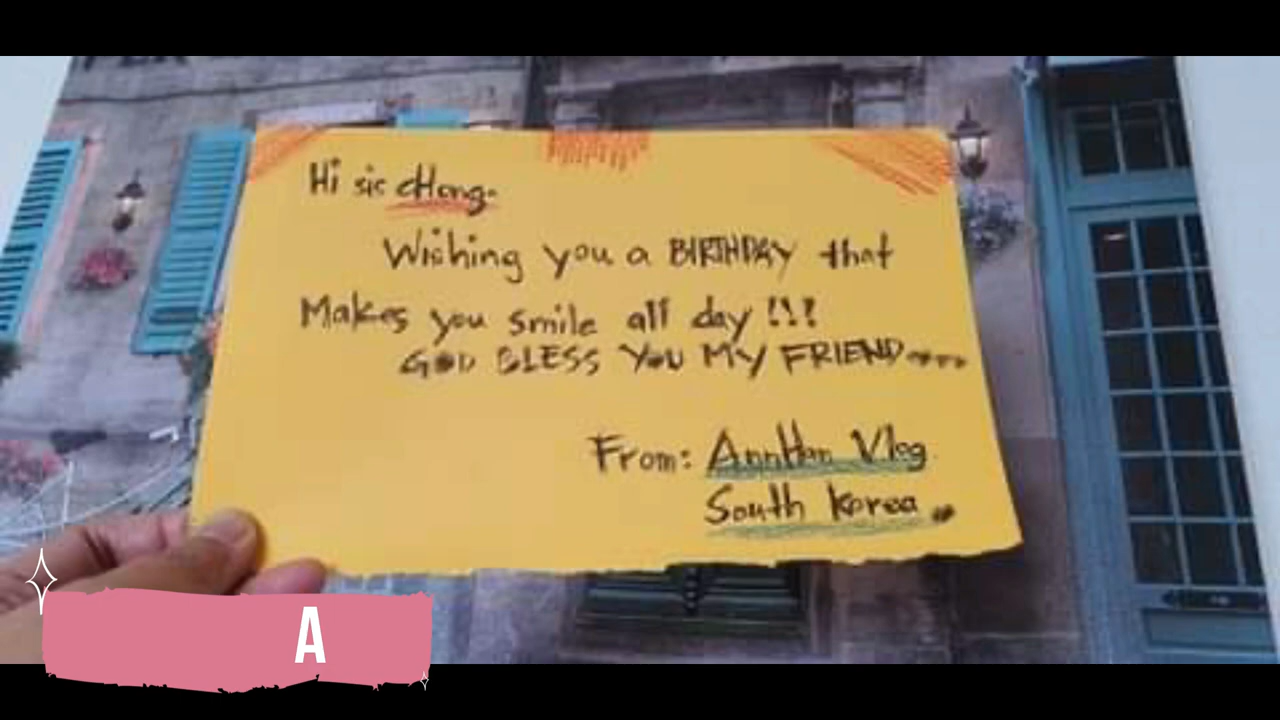 Hi sis cHang.
Wishing you a BIRTHDAY that
Makes you smile all day !!!
GOD BLESS YOU MY FRIEND....
From: AnnHan Vlog.
South Korea
A